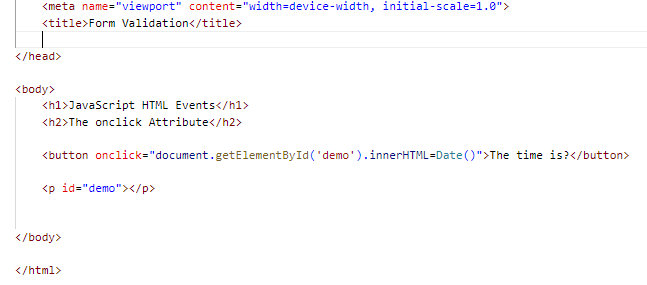 <meta name="viewport" content="width=device-width, initial-scale=1.0">
<title>Form Validation</title>
</head>
<body>
<h1>JavaScript HTML Events</h1>
<h2>The onclick Attribute</h2>
<button onclick="document.getElementById('demo').innerHTML=Date()">The time is?</button>
<p id="demo"></p>
</body>
</html>